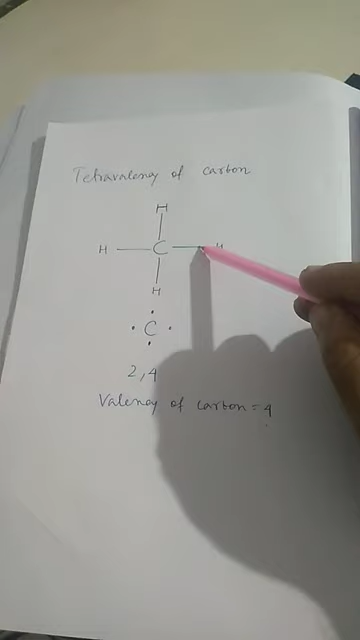 Tetravalency of carbon
H
H — C — H
H
C
2,4
Valency of carbon = 4